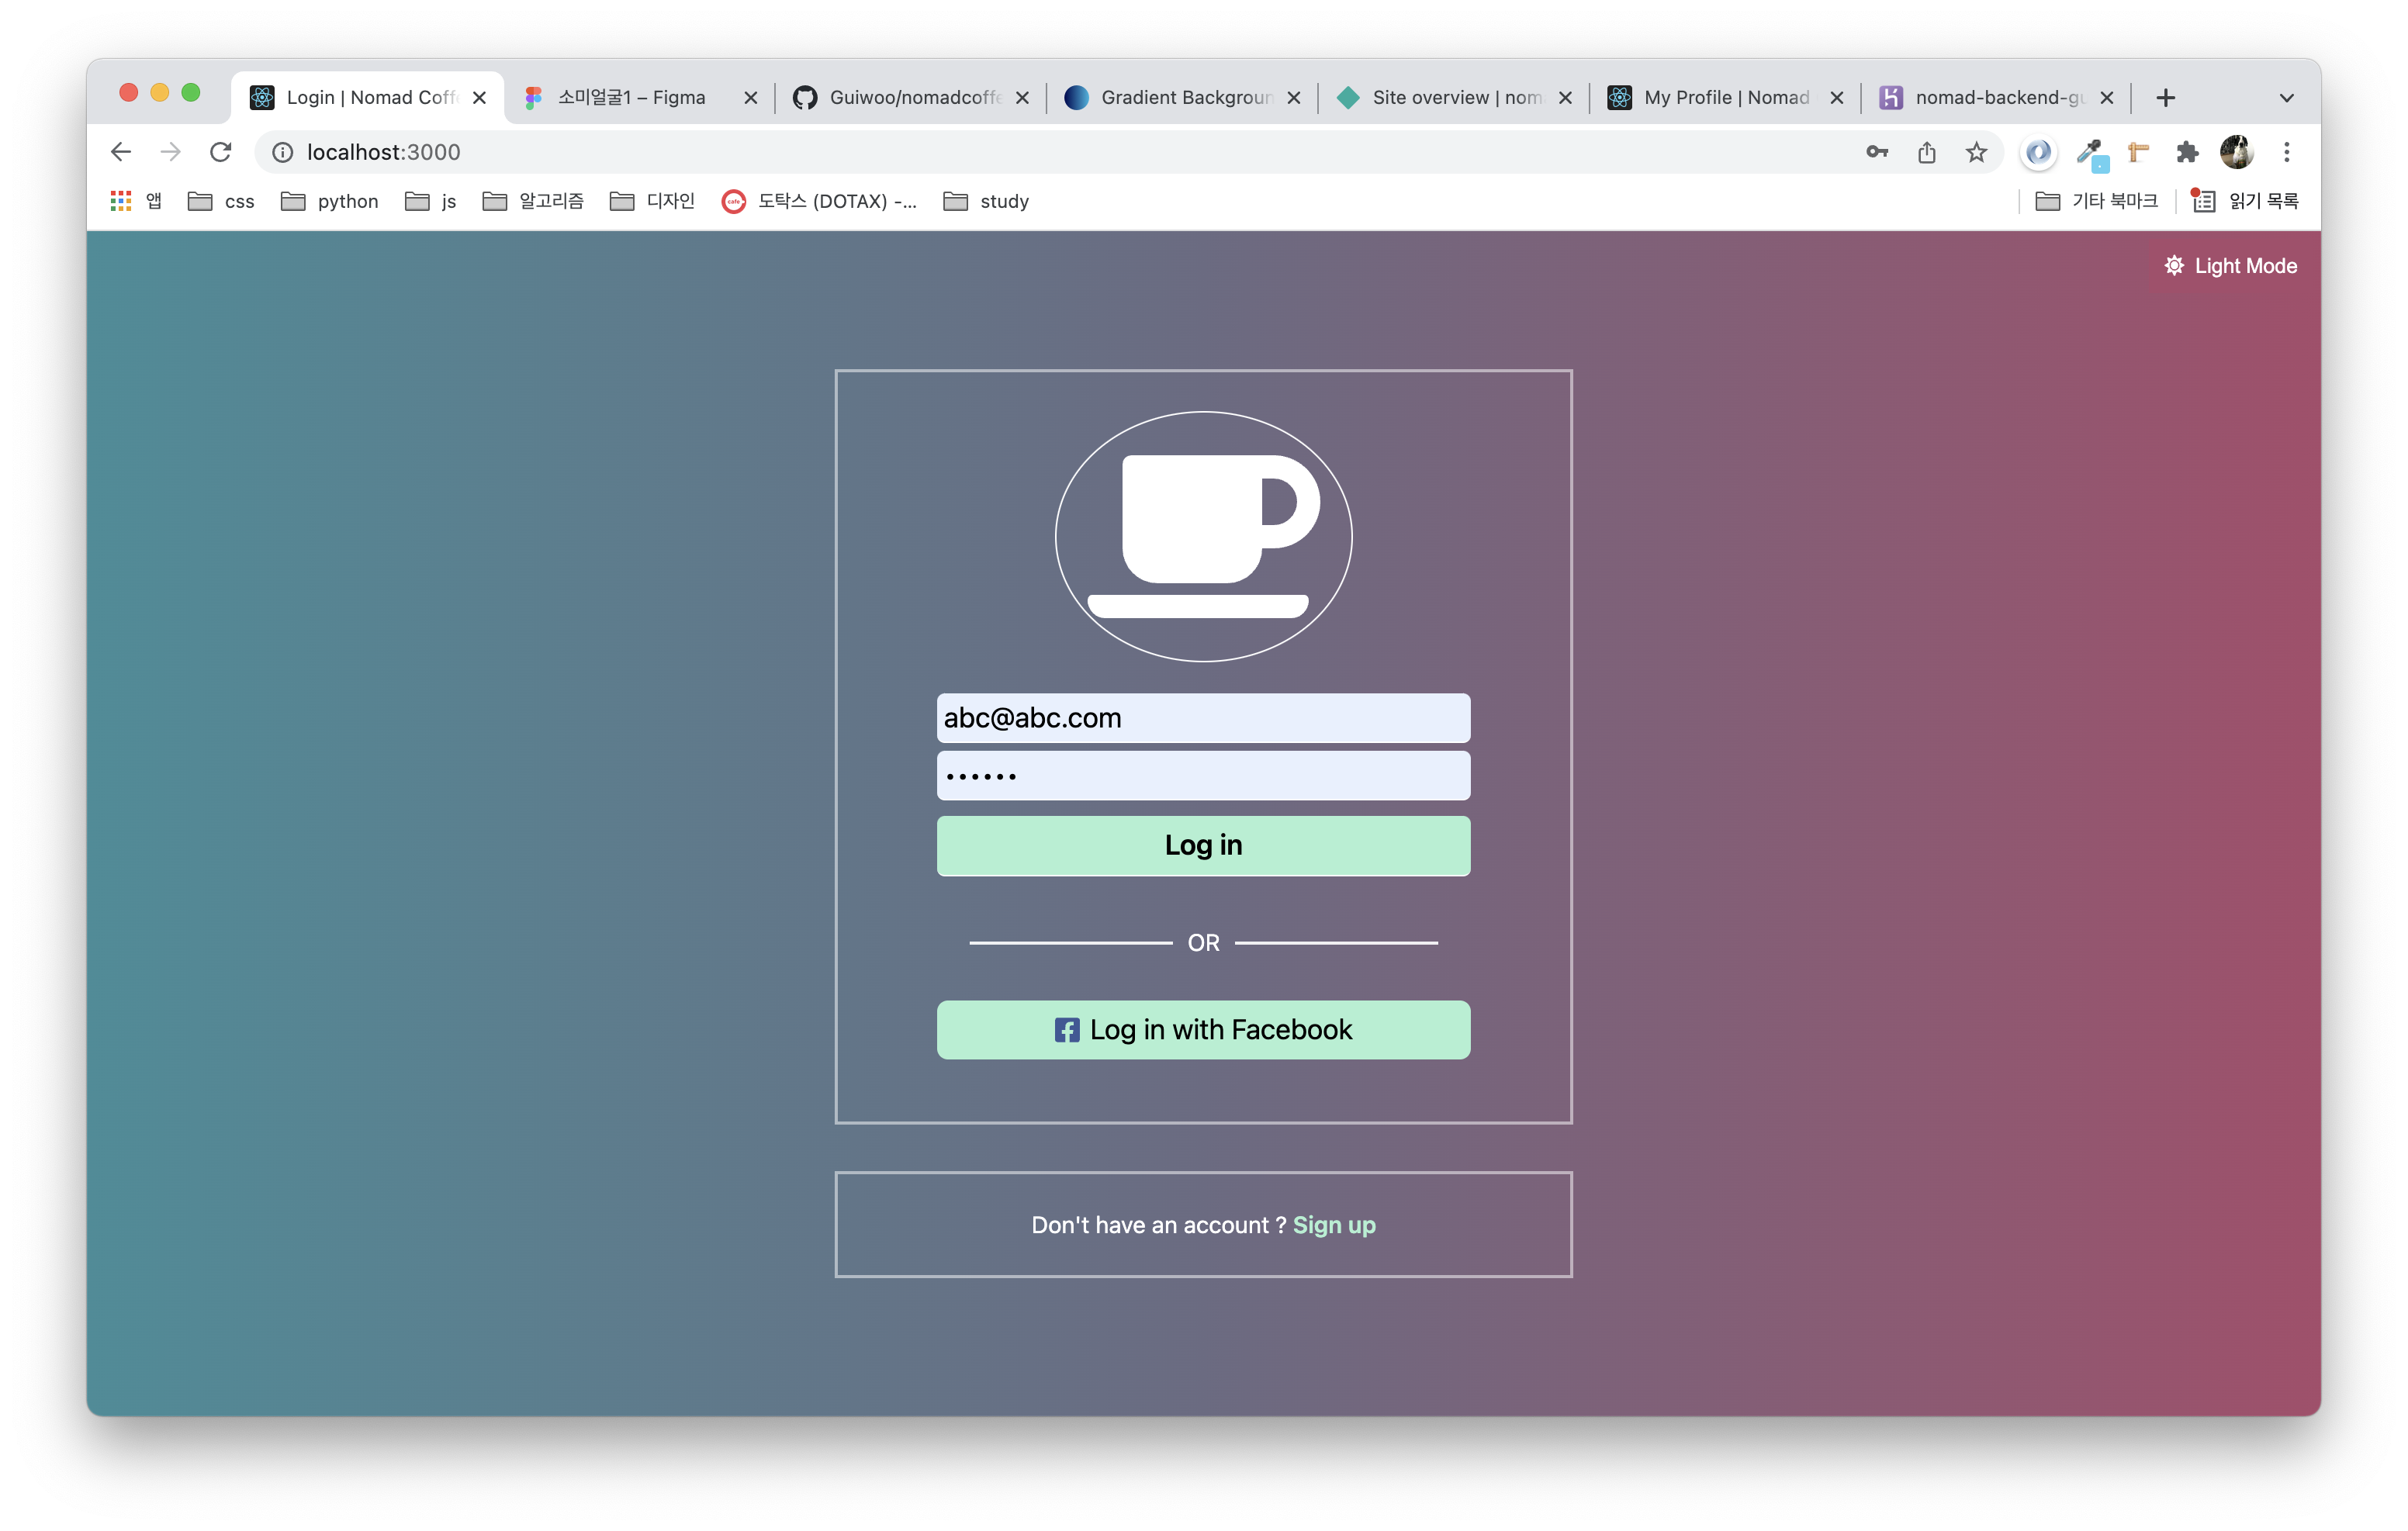 Login | Nomad Coff
소미얼굴1 – Figma
Guiwoo/nomadcoffe
Gradient Backgroun
Site overview | nom
My Profile | Nomad
nomad-backend-gu
localhost:3000
앱
css
python
js
알고리즘
디자인
cafe
도탁스 (DOTAX) -...
study
기타 북마크
읽기 목록
Light Mode
abc@abc.com
••••••
Log in
OR
Log in with Facebook
Don't have an account ? Sign up